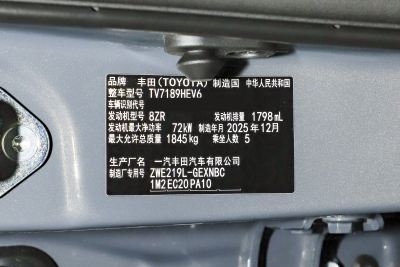 品牌 丰田(TOYOTA) 制造国 中华人民共和国
整车型号 TV7189HEV6
车辆识别代号
发动机型号 8ZR 发动机排量 1798mL
发动机最大净功率 72kW 制造年月 2025年12月
最大允许总质量 1845kg 乘坐人数 5
生产厂名 一汽丰田汽车有限公司
制造厂专用号 ZWE219L-GEXNBC
1M2EC20PA10